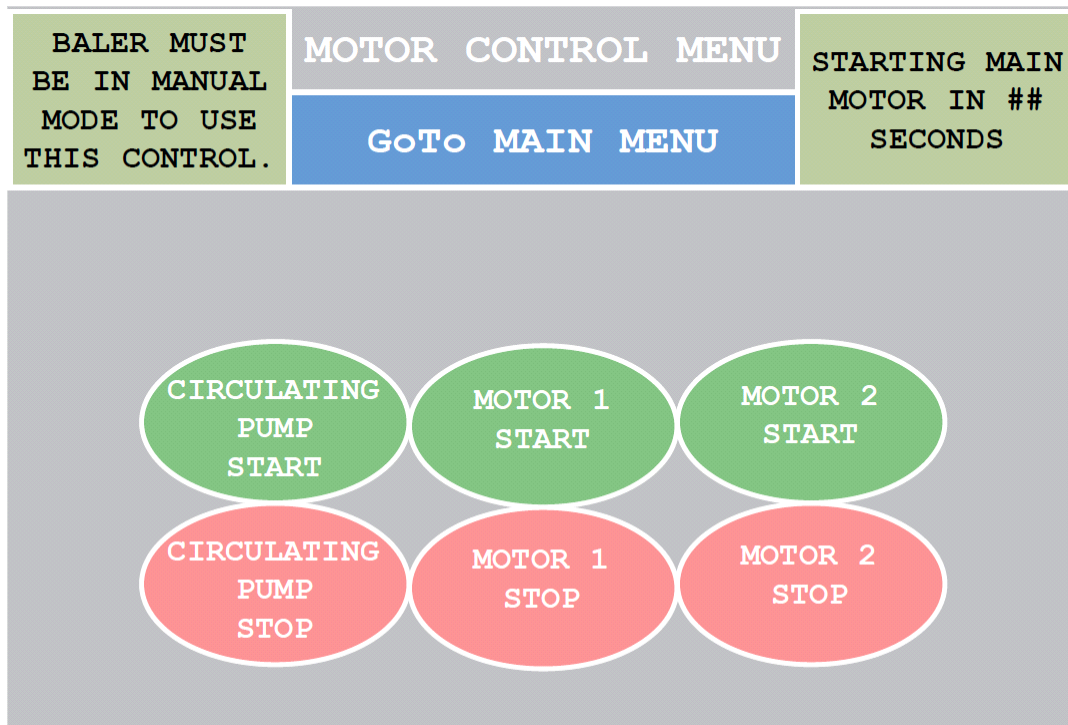 BALER MUST
BE IN MANUAL
MODE TO USE
THIS CONTROL.
MOTOR CONTROL MENU
GoTo MAIN MENU
STARTING MAIN
MOTOR IN ##
SECONDS
CIRCULATING
PUMP
START
MOTOR 1
START
MOTOR 2
START
CIRCULATING
PUMP
STOP
MOTOR 1
STOP
MOTOR 2
STOP